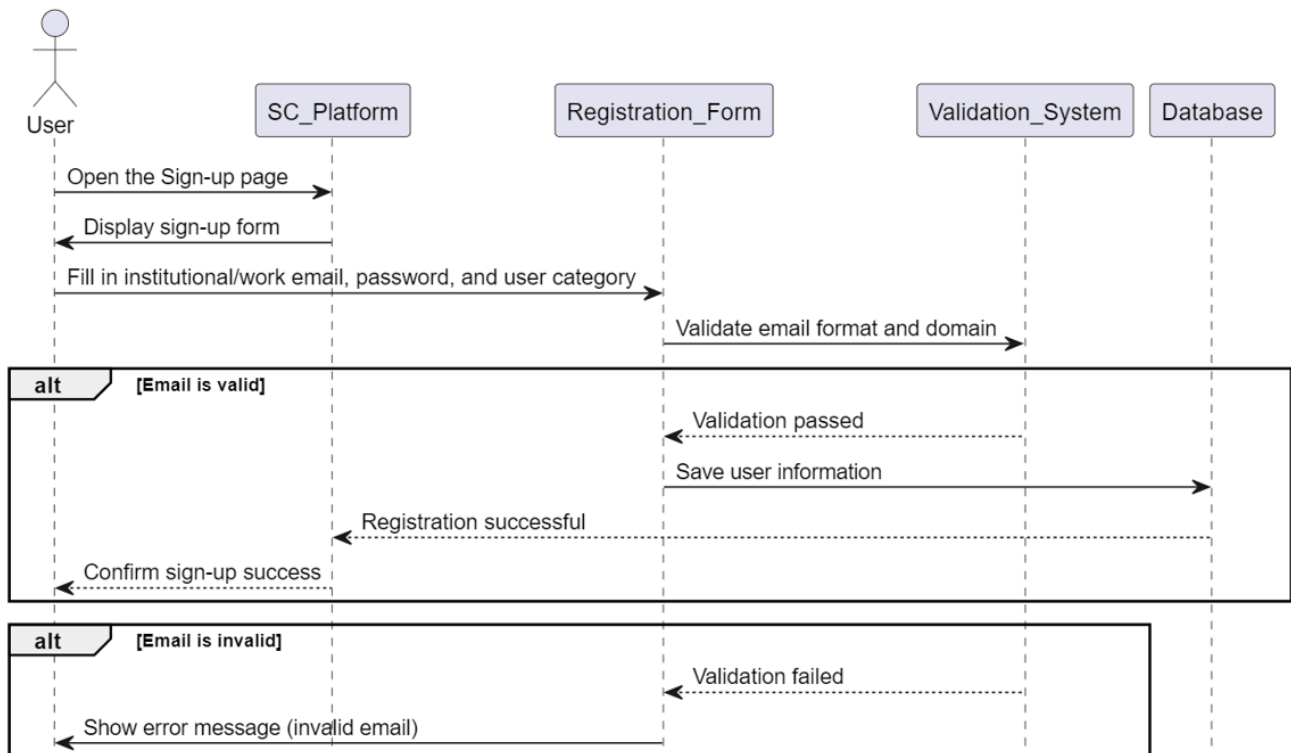 User
SC_Platform
Registration_Form
Validation_System
Database
Open the Sign-up page
Display sign-up form
Fill in institutional/work email, password, and user category
Validate email format and domain
alt [Email is valid]
Validation passed
Save user information
Registration successful
Confirm sign-up success
alt [Email is invalid]
Validation failed
Show error message (invalid email)